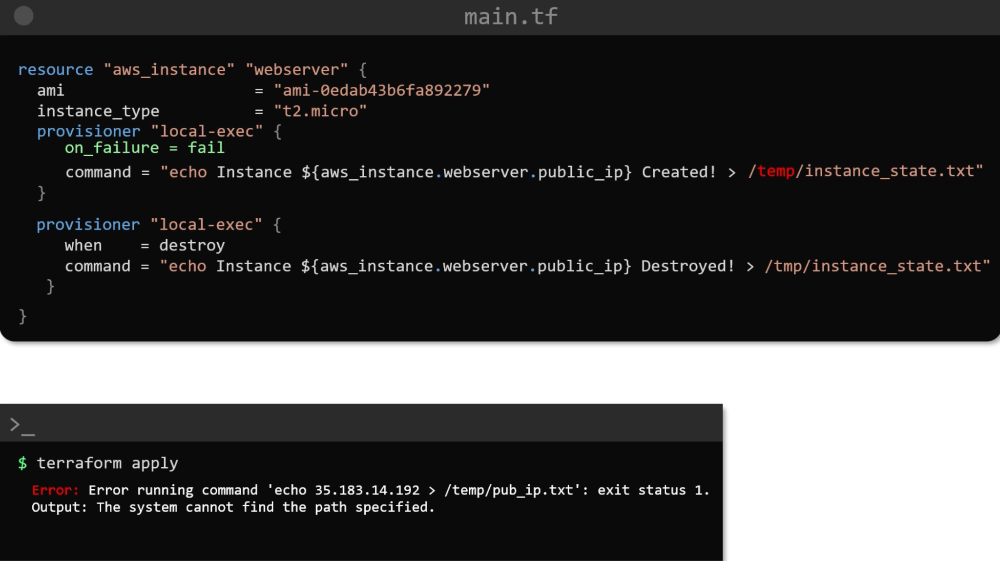 main.tf
resource "aws_instance" "webserver" {
ami = "ami-0edab43b6fa892279"
instance_type = "t2.micro"
provisioner "local-exec" {
on_failure = fail
command = "echo Instance ${aws_instance.webserver.public_ip} Created! > /temp/instance_state.txt"
}
provisioner "local-exec" {
when = destroy
command = "echo Instance ${aws_instance.webserver.public_ip} Destroyed! > /tmp/instance_state.txt"
}
}
>_
$ terraform apply
Error: Error running command 'echo 35.183.14.192 > /temp/pub_ip.txt': exit status 1.
Output: The system cannot find the path specified.